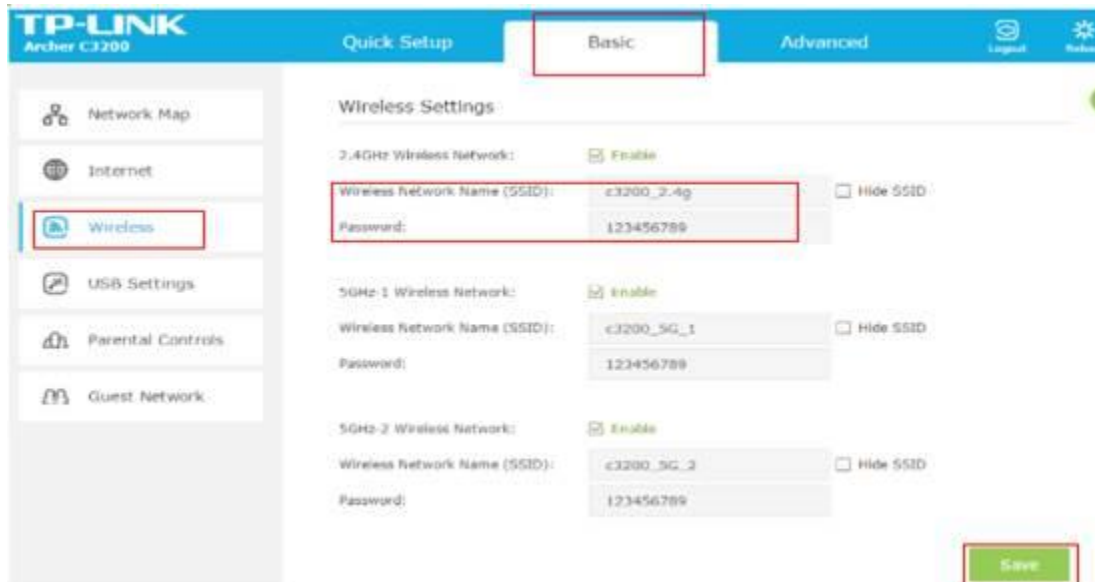 TP-LINK
Archer C3200
Quick Setup
Basic
Advanced
Logout
Network Map
Internet
Wireless
USB Settings
Parental Controls
Guest Network
Wireless Settings
2.4GHz Wireless Network: Enable
Wireless Network Name (SSID): c3200_2.4g Hide SSID
Password: 123456789
5GHz-1 Wireless Network: Enable
Wireless Network Name (SSID): c3200_5G_1 Hide SSID
Password: 123456789
5GHz-2 Wireless Network: Enable
Wireless Network Name (SSID): c3200_5G_2 Hide SSID
Password: 123456789
Save